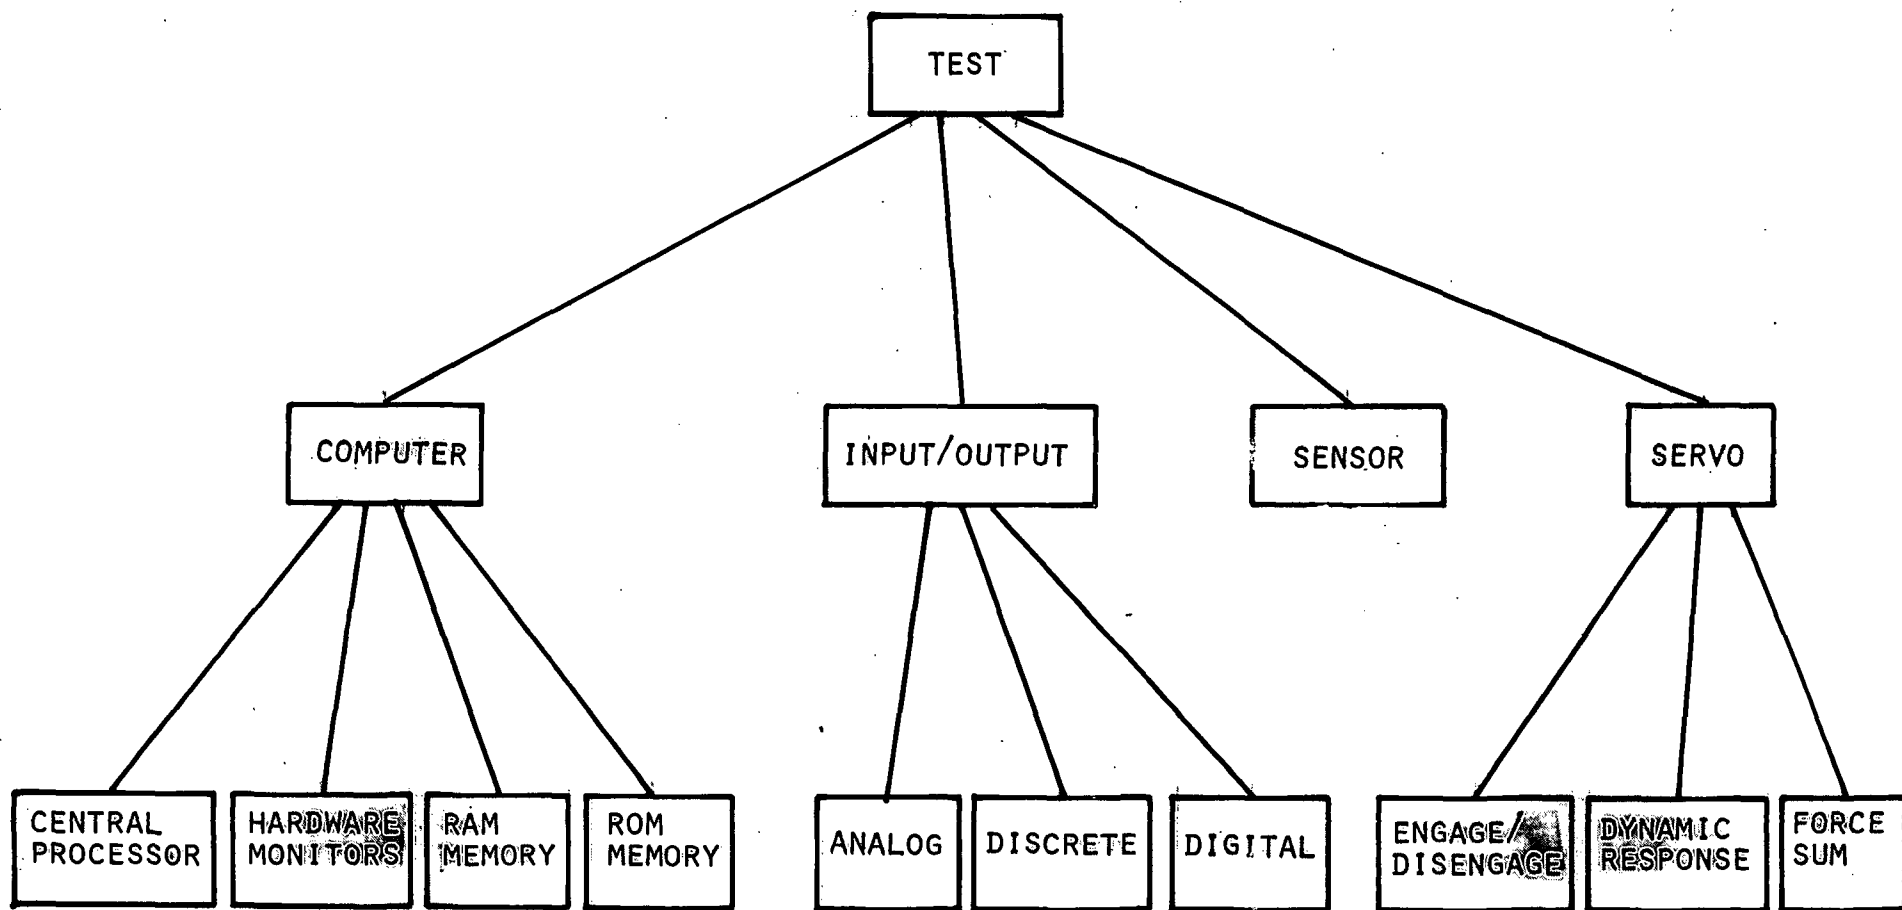 TEST
COMPUTER
INPUT/OUTPUT
SENSOR
SERVO
CENTRAL
PROCESSOR
HARDWARE
MONITORS
RAM
MEMORY
ROM
MEMORY
ANALOG
DISCRETE
DIGITAL
ENGAGE/
DISENGAGE
DYNAMIC
RESPONSE
FORCE
SUM